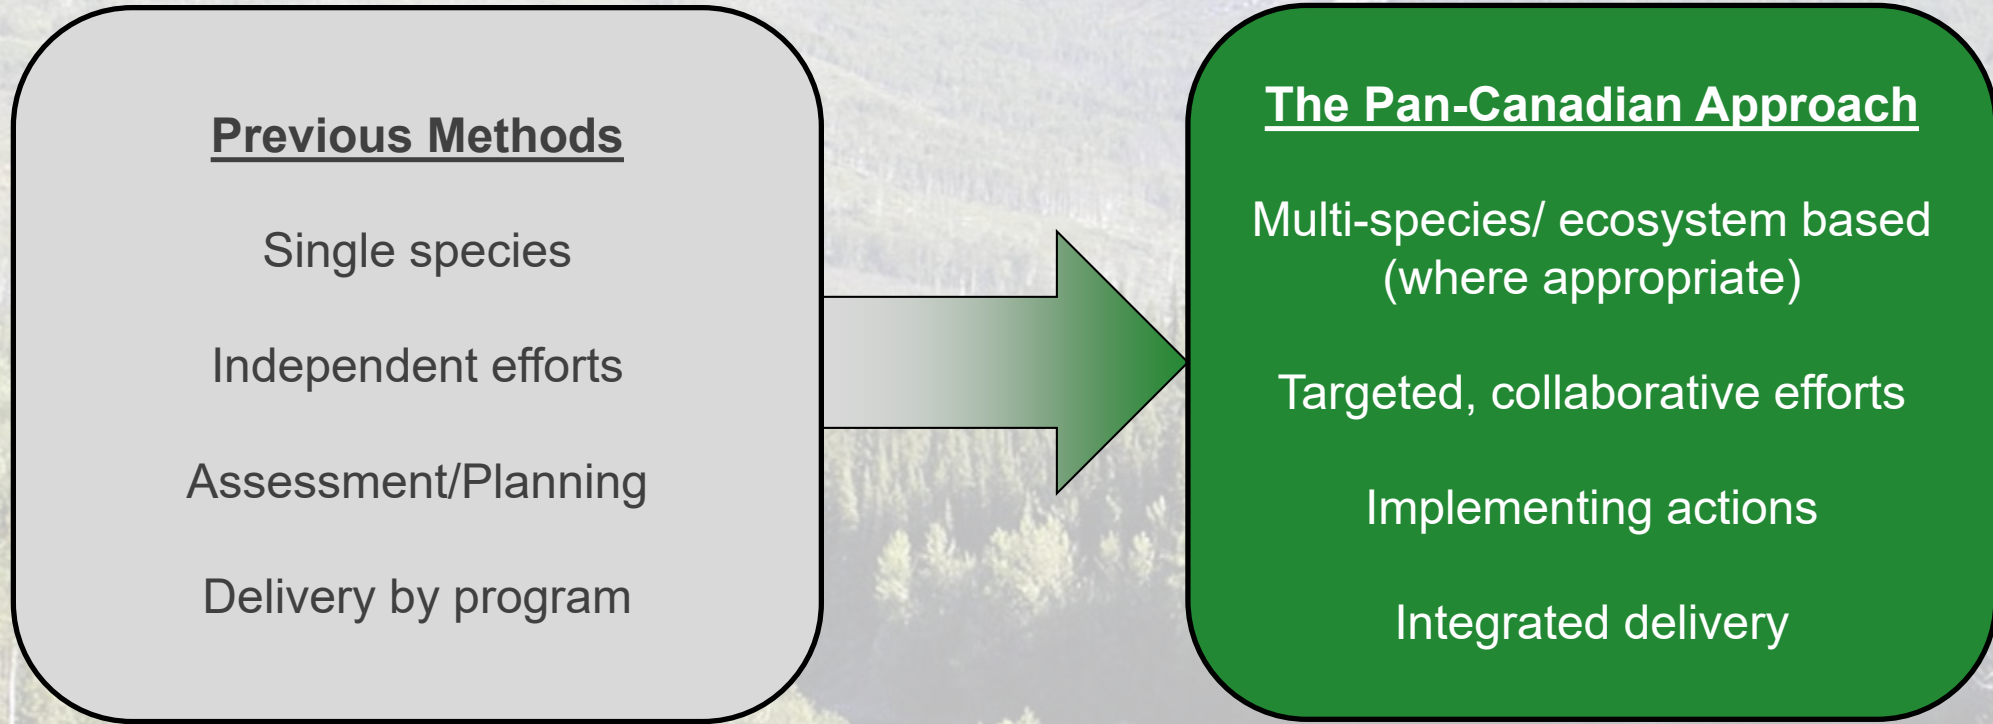 Previous Methods
Single species
Independent efforts
Assessment/Planning
Delivery by program
The Pan-Canadian Approach
Multi-species/ ecosystem based
(where appropriate)
Targeted, collaborative efforts
Implementing actions
Integrated delivery